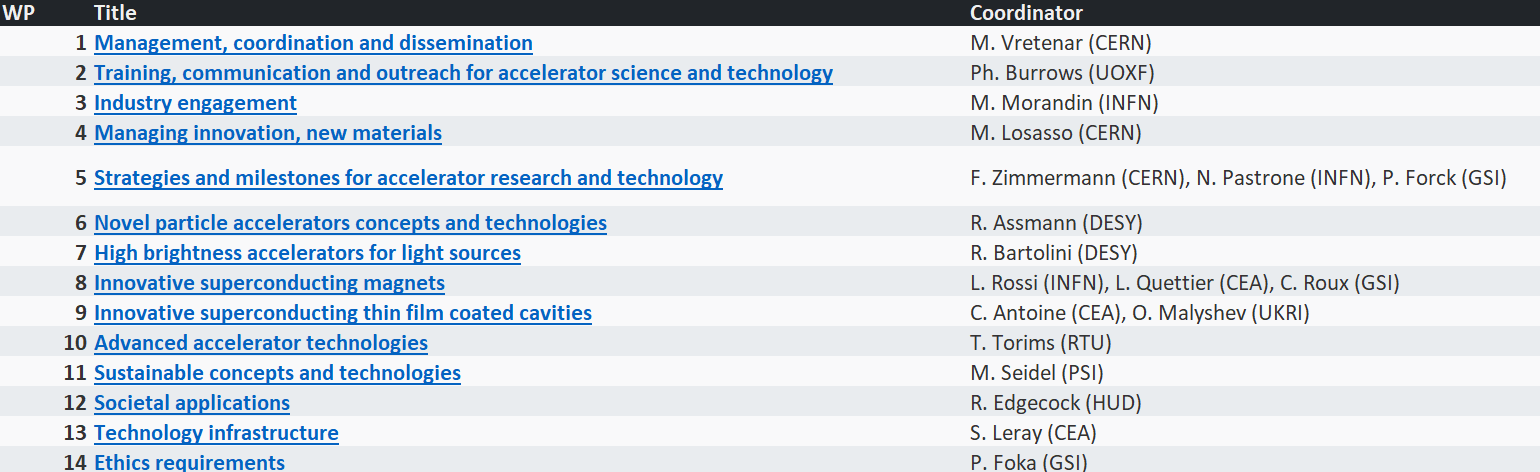 WP Title Coordinator
1 Management, coordination and dissemination M. Vretenar (CERN)
2 Training, communication and outreach for accelerator science and technology Ph. Burrows (UOXF)
3 Industry engagement M. Morandin (INFN)
4 Managing innovation, new materials M. Losasso (CERN)
5 Strategies and milestones for accelerator research and technology F. Zimmermann (CERN), N. Pastrone (INFN), P. Forck (GSI)
6 Novel particle accelerators concepts and technologies R. Assmann (DESY)
7 High brightness accelerators for light sources R. Bartolini (DESY)
8 Innovative superconducting magnets L. Rossi (INFN), L. Quettier (CEA), C. Roux (GSI)
9 Innovative superconducting thin film coated cavities C. Antoine (CEA), O. Malyshev (UKRI)
10 Advanced accelerator technologies T. Torims (RTU)
11 Sustainable concepts and technologies M. Seidel (PSI)
12 Societal applications R. Edgecock (HUD)
13 Technology infrastructure S. Leray (CEA)
14 Ethics requirements P. Foka (GSI)